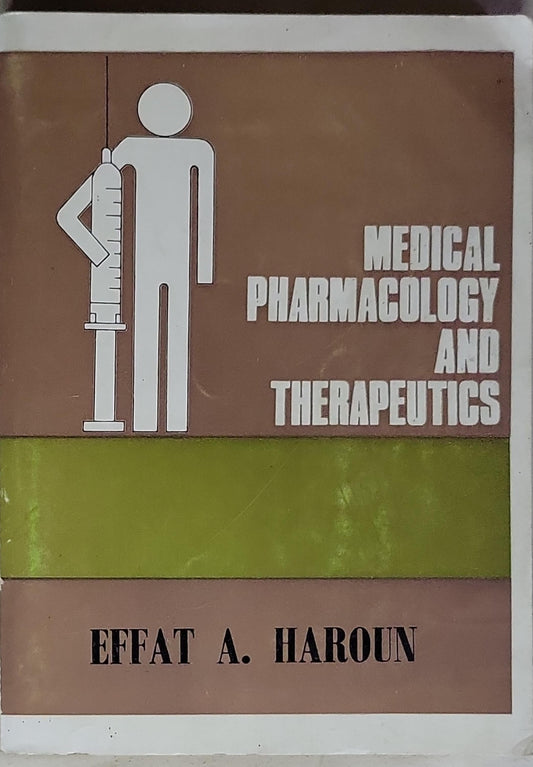 MEDICAL
PHARMACOLOGY
AND
THERAPEUTICS
EFFAT A. HAROUN